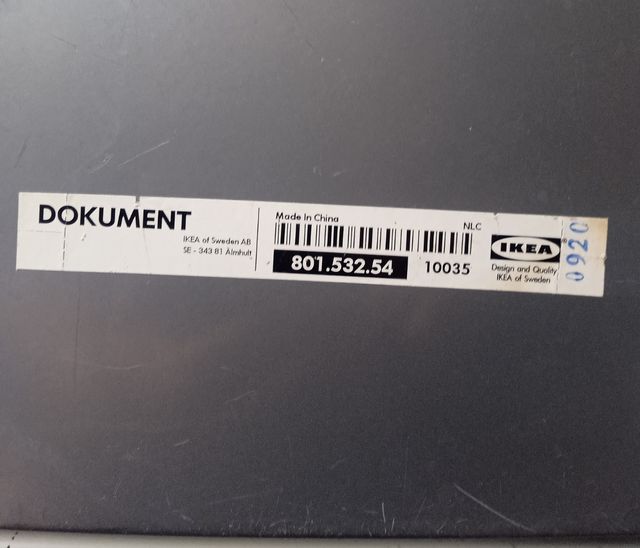 DOKUMENT
IKEA of Sweden AB
SE - 343 81 Älmhult
Made In China
NLC
801.532.54
10035
IKEA®
Design and Quality
IKEA of Sweden
0920